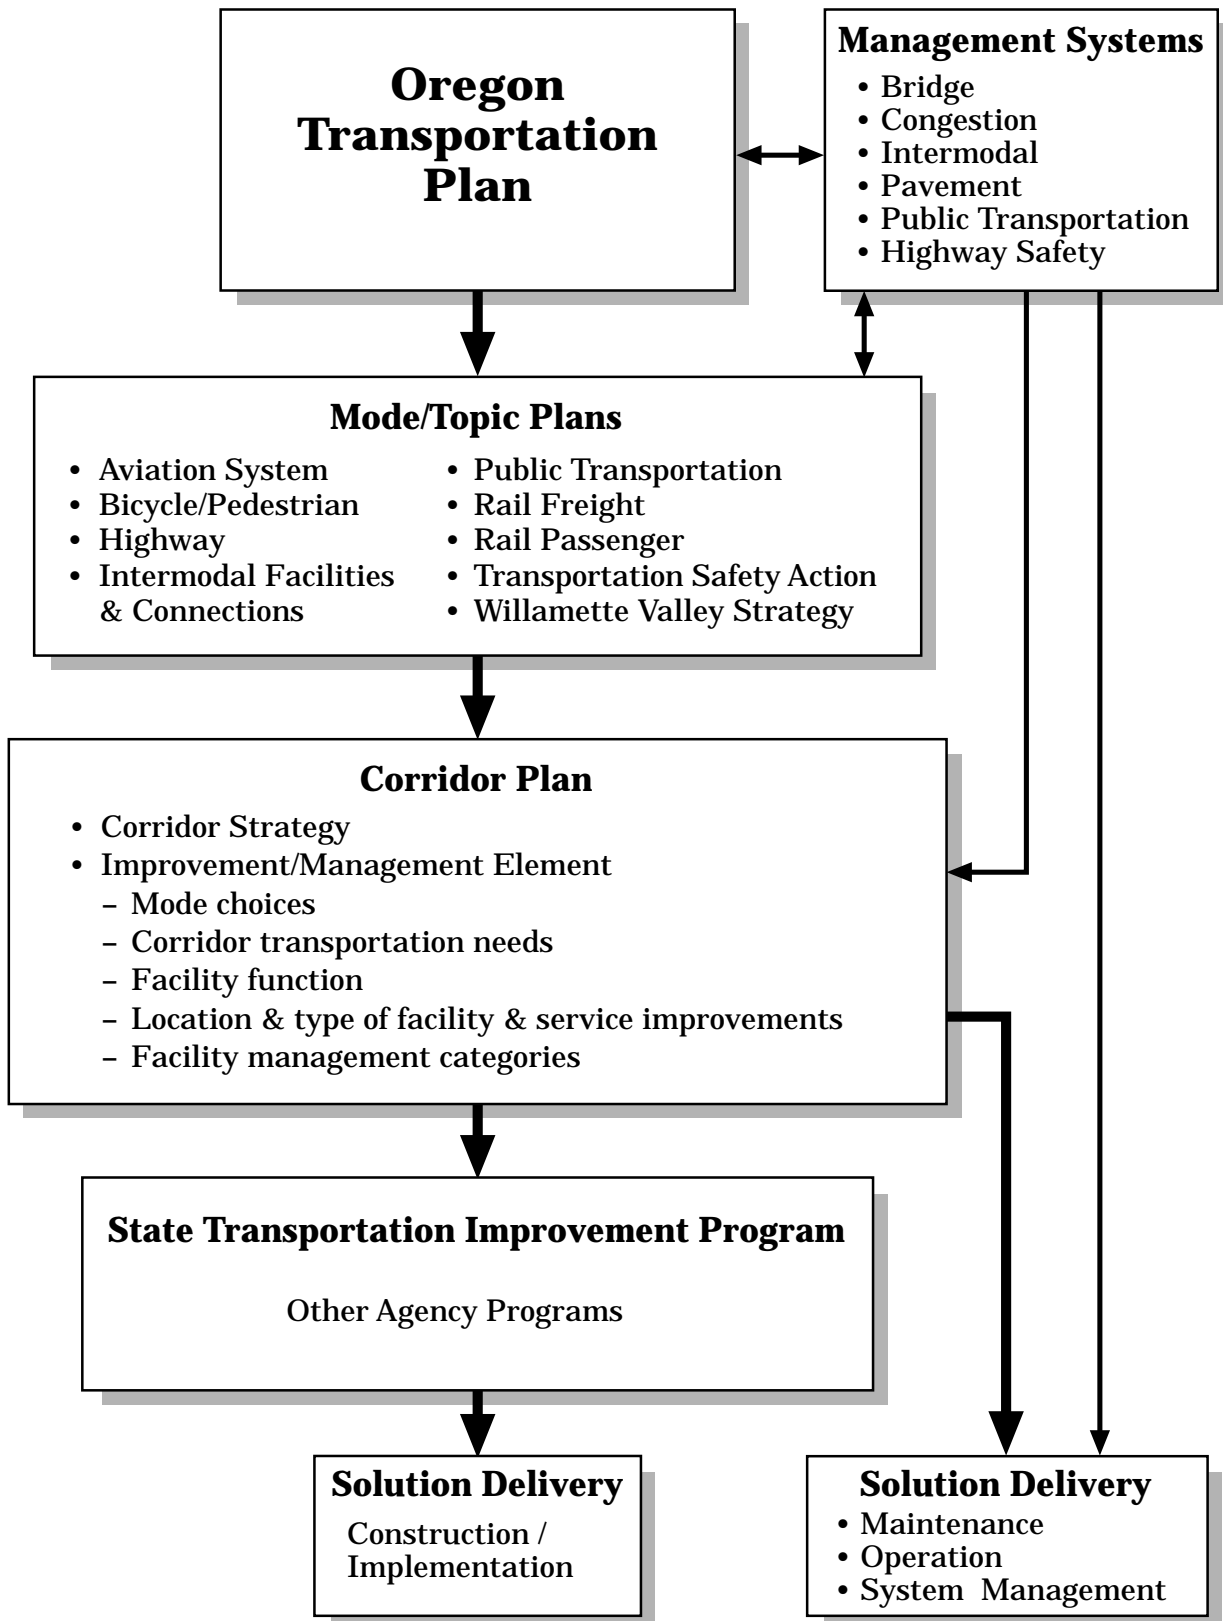 Oregon
Transportation
Plan
Management Systems
• Bridge
• Congestion
• Intermodal
• Pavement
• Public Transportation
• Highway Safety
Mode/Topic Plans
• Aviation System
• Bicycle/Pedestrian
• Highway
• Intermodal Facilities
& Connections
• Public Transportation
• Rail Freight
• Rail Passenger
• Transportation Safety Action
• Willamette Valley Strategy
Corridor Plan
• Corridor Strategy
• Improvement/Management Element
– Mode choices
– Corridor transportation needs
– Facility function
– Location & type of facility & service improvements
– Facility management categories
State Transportation Improvement Program
Other Agency Programs
Solution Delivery
Construction /
Implementation
Solution Delivery
• Maintenance
• Operation
• System Management